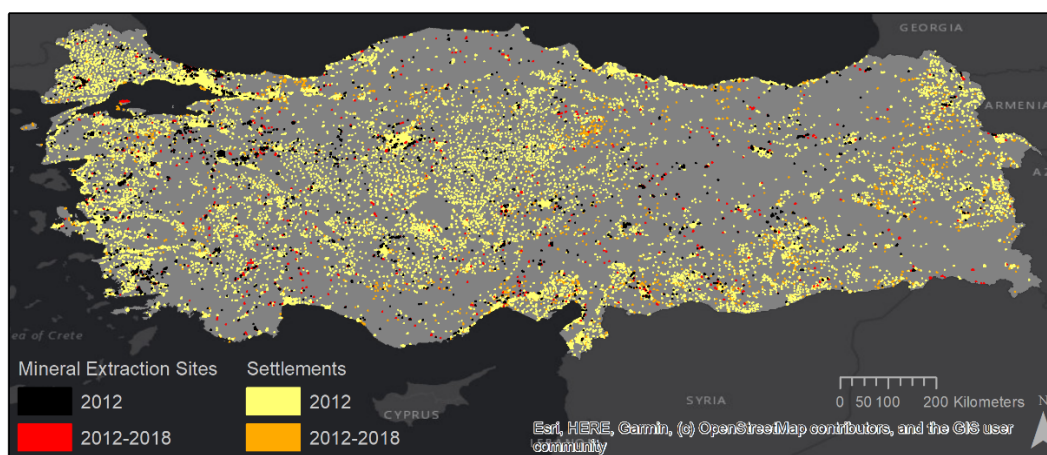 GEORGIA
ARMENIA
AZ
ea of Crete
Mineral Extraction Sites
Settlements
2012
2012
2012-2018
2012-2018
CYPRUS
SYRIA
LEBANON
0 50 100 200 Kilometers
N
Esri, HERE, Garmin, (c) OpenStreetMap contributors, and the GIS user
community